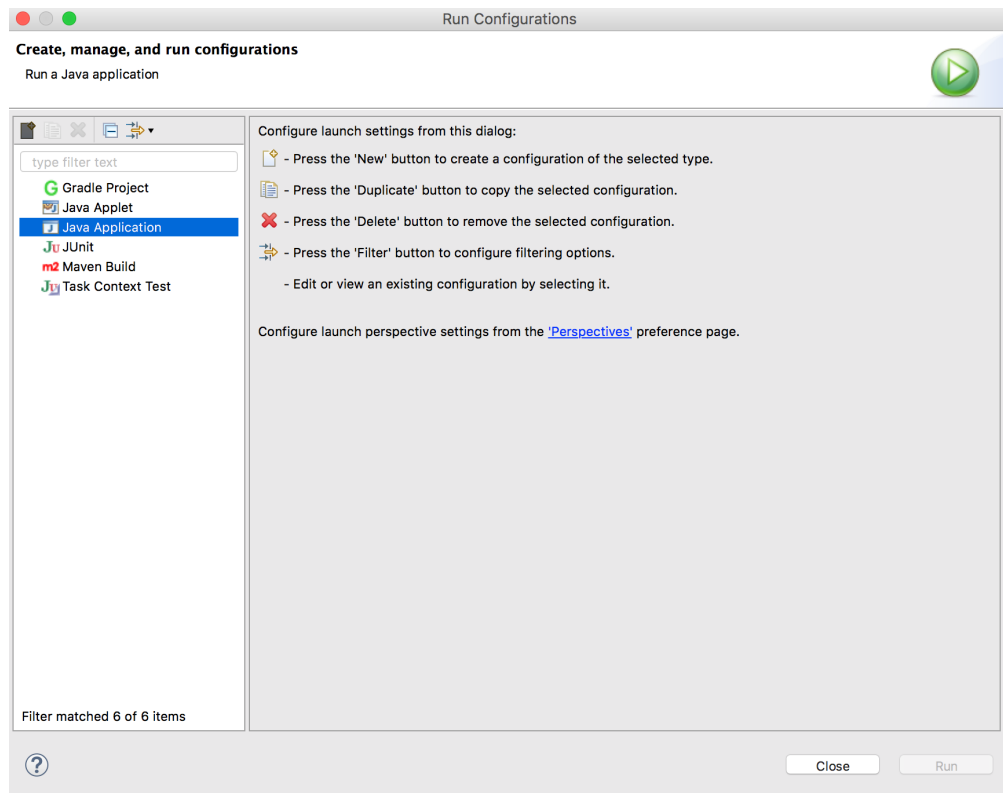 Run Configurations
Create, manage, and run configurations
Run a Java application
type filter text
G Gradle Project
Java Applet
J Java Application
Ju JUnit
m2 Maven Build
Ju Task Context Test
Filter matched 6 of 6 items
Configure launch settings from this dialog:
- Press the 'New' button to create a configuration of the selected type.
- Press the 'Duplicate' button to copy the selected configuration.
- Press the 'Delete' button to remove the selected configuration.
- Press the 'Filter' button to configure filtering options.
- Edit or view an existing configuration by selecting it.
Configure launch perspective settings from the 'Perspectives' preference page.
?
Close
Run